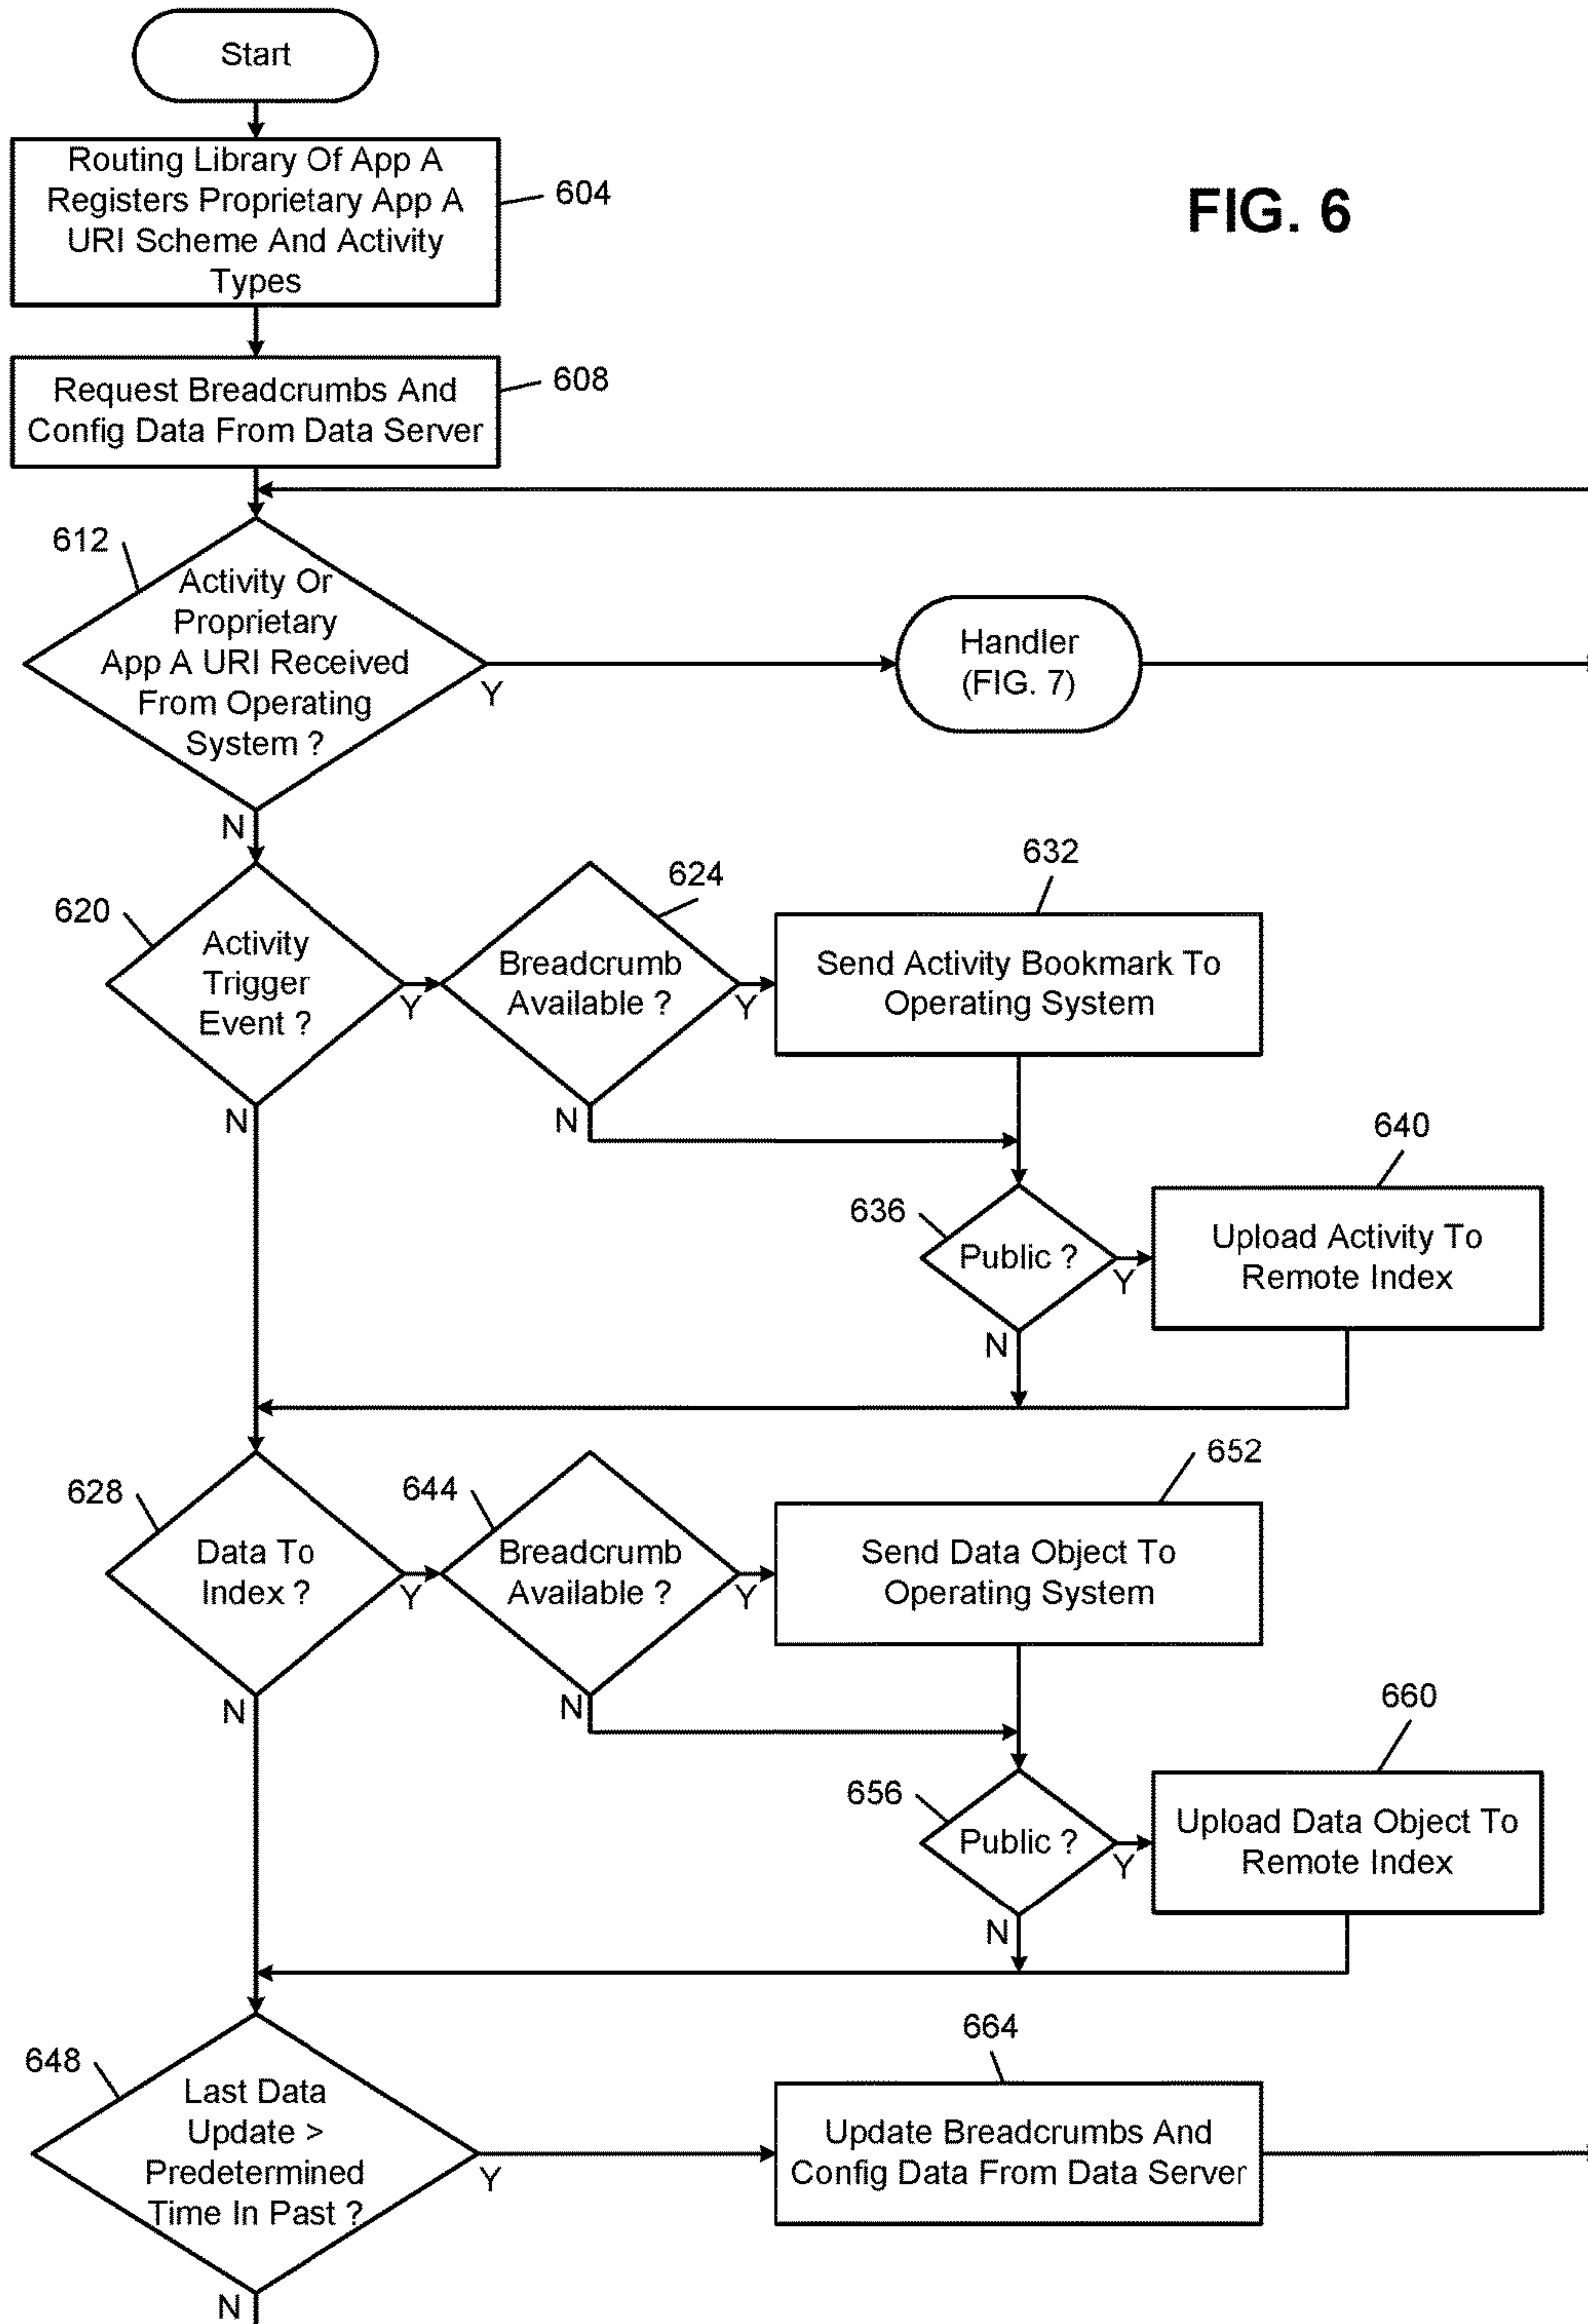 Start
Routing Library Of App A
Registers Proprietary App A
URI Scheme And Activity
Types
604
FIG. 6
Request Breadcrumbs And
Config Data From Data Server
608
612
Activity Or
Proprietary
App A URI Received
From Operating
System ?
Y
N
Handler
(FIG. 7)
620
Activity
Trigger
Event ?
Y
N
624
Breadcrumb
Available ?
Y
N
632
Send Activity Bookmark To
Operating System
636
Public ?
Y
N
640
Upload Activity To
Remote Index
628
Data To
Index ?
Y
N
644
Breadcrumb
Available ?
Y
N
652
Send Data Object To
Operating System
656
Public ?
Y
N
660
Upload Data Object To
Remote Index
648
Last Data
Update >
Predetermined
Time In Past ?
Y
N
664
Update Breadcrumbs And
Config Data From Data Server